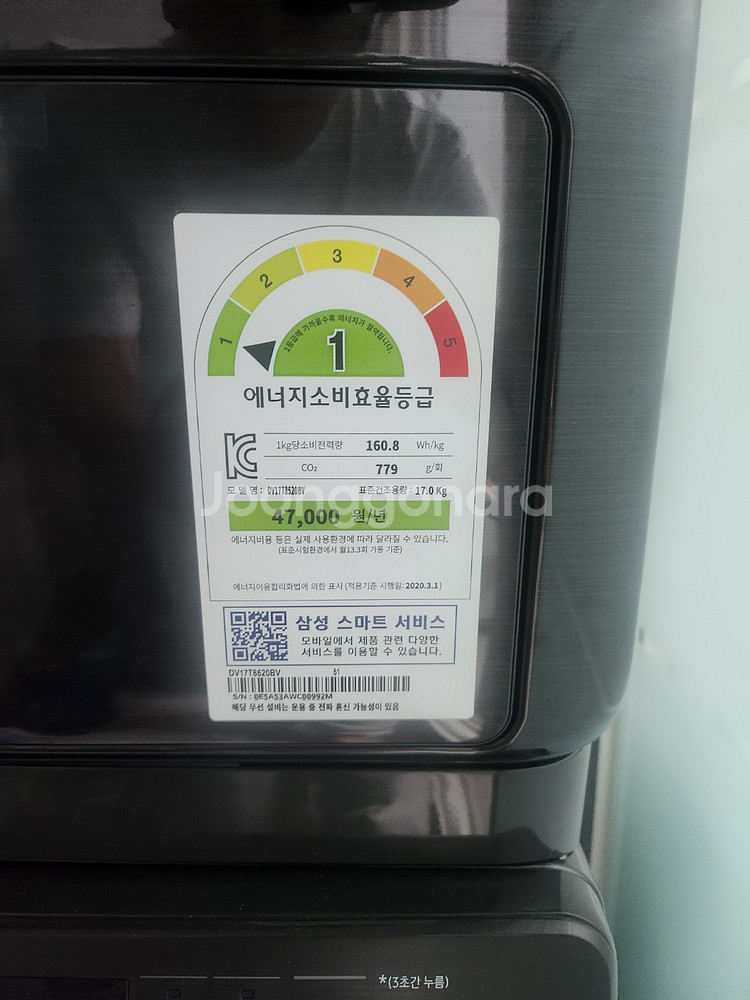 1
2
3
4
5
1등급에 가까울수록 에너지가 절약됩니다.
1
에너지소비효율등급
1kg당소비전력량 160.8 Wh/kg
CO₂ 779 g/회
모 델 명 : DV17T8520BV 표준건조용량 : 17.0 Kg
Joonggonara
47,000 원/년
에너지비용 등은 실제 사용환경에 따라 달라질 수 있습니다.
(표준시험환경에서 월13.3회 가동 기준)
에너지이용합리화법에 의한 표시 (적용기준 시행일: 2020.3.1)
삼성 스마트 서비스
모바일에서 제품 관련 다양한
서비스를 이용할 수 있습니다.
DV17T8520BV 51
S/N : 0E5A53AWC00992M
해당 무선 설비는 운용 중 전파 혼신 가능성이 있음
*(3초간 누름)